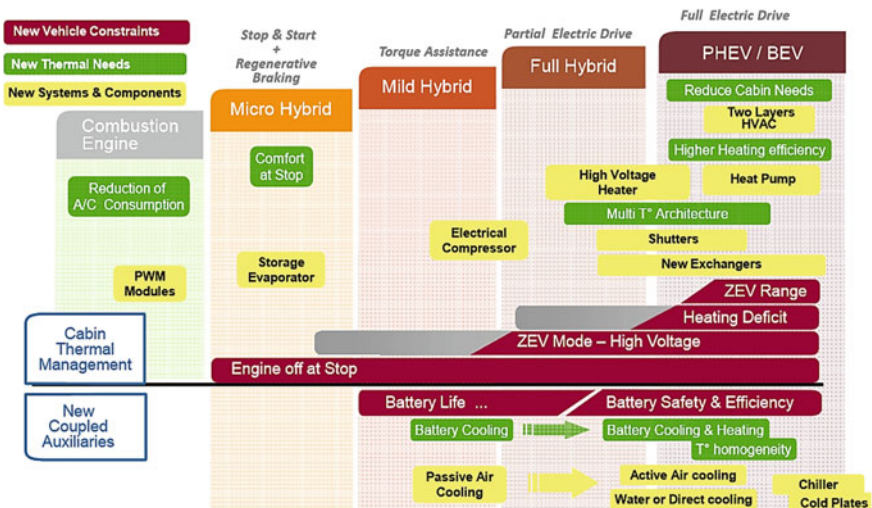 Full Electric Drive
Partial Electric Drive
Stop & Start
+
Regenerative
Braking
Torque Assistance
New Vehicle Constraints
New Thermal Needs
New Systems & Components
Combustion
Engine
Micro Hybrid
Mild Hybrid
Full Hybrid
PHEV / BEV
Reduce Cabin Needs
Two Layers
HVAC
Higher Heating efficiency
Comfort
at Stop
Reduction of
A/C Consumption
High Voltage
Heater
Heat Pump
Multi T° Architecture
Electrical
Compressor
Shutters
Storage
Evaporator
New Exchangers
PWM
Modules
ZEV Range
Heating Deficit
ZEV Mode – High Voltage
Engine off at Stop
Cabin
Thermal
Management
New
Coupled
Auxiliaries
Battery Life ...
Battery Safety & Efficiency
Battery Cooling
Battery Cooling & Heating
T° homogeneity
Passive Air
Cooling
Active Air cooling
Water or Direct cooling
Chiller
Cold Plates